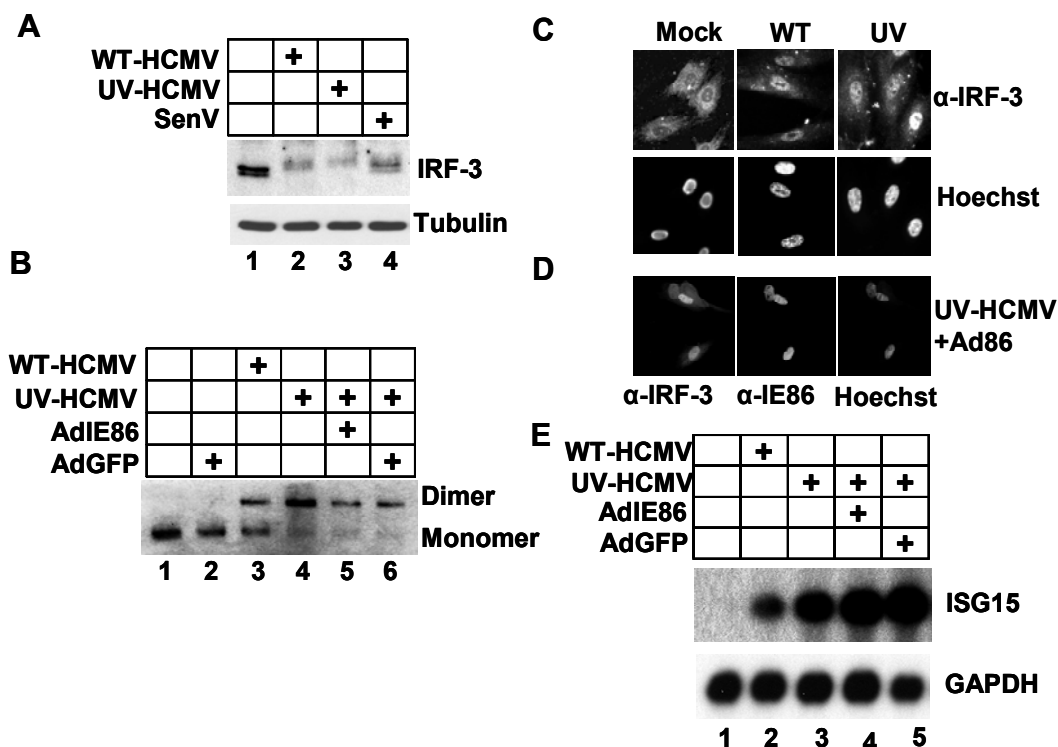 A
WT-HCMV +
UV-HCMV +
SenV +
IRF-3
Tubulin
1 2 3 4
B
WT-HCMV +
UV-HCMV + + +
AdIE86 +
AdGFP + +
Dimer
Monomer
1 2 3 4 5 6
C
Mock WT UV
α-IRF-3
Hoechst
D
UV-HCMV
+Ad86
α-IRF-3 α-IE86 Hoechst
E
WT-HCMV +
UV-HCMV + + +
AdIE86 +
AdGFP +
ISG15
GAPDH
1 2 3 4 5